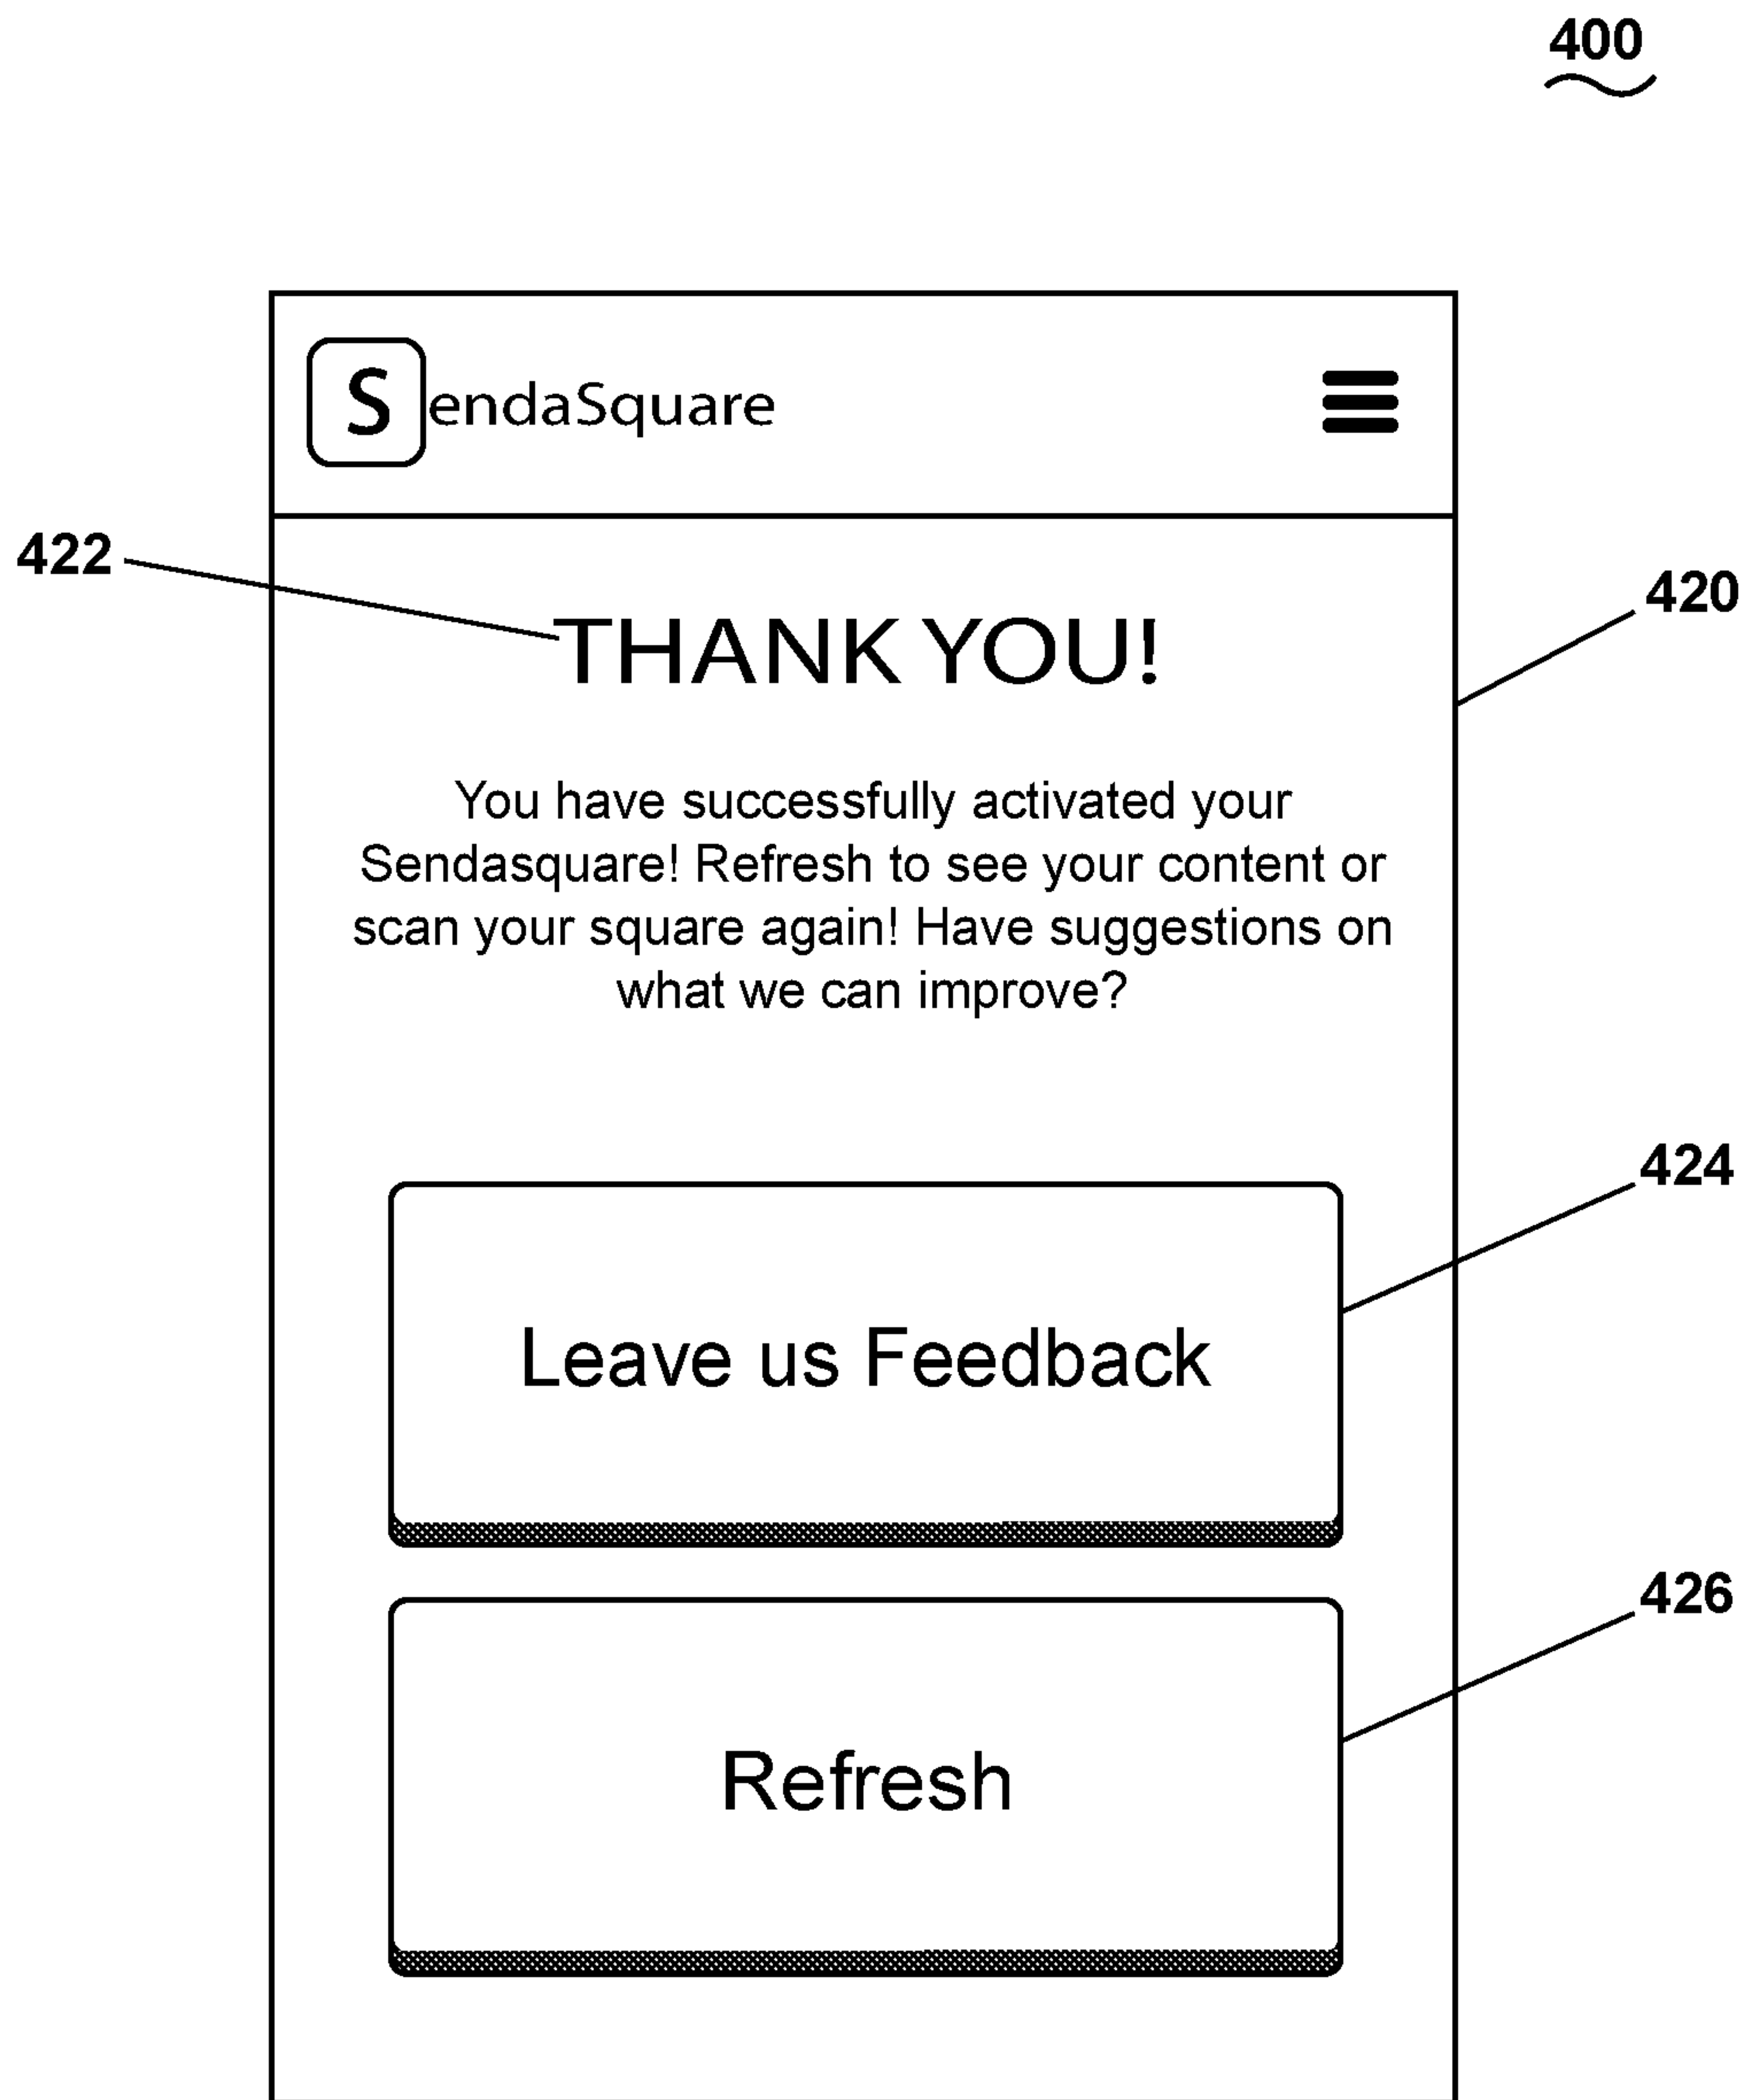 400
SendaSquare
422
THANK YOU!
420
You have successfully activated your
Sendasquare! Refresh to see your content or
scan your square again! Have suggestions on
what we can improve?
424
Leave us Feedback
426
Refresh